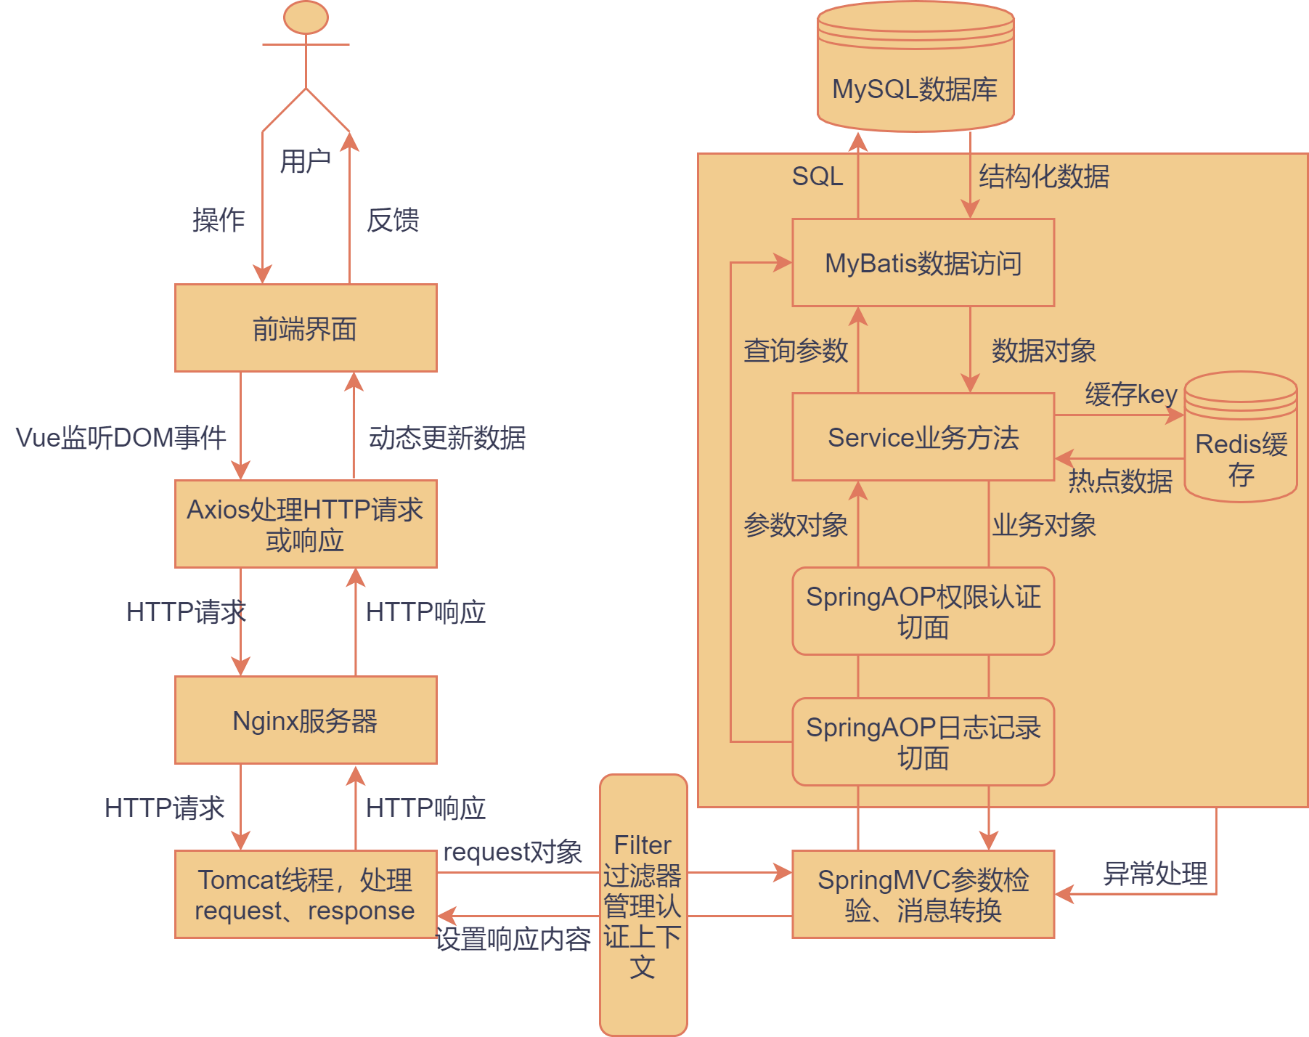 用户
操作
反馈
前端界面
Vue监听DOM事件
动态更新数据
Axios处理HTTP请求
或响应
HTTP请求
HTTP响应
Nginx服务器
HTTP请求
HTTP响应
Tomcat线程，处理
request、response
request对象
设置响应内容
Filter
过滤器
管理认
证上下
文
MySQL数据库
SQL
结构化数据
MyBatis数据访问
查询参数
数据对象
Service业务方法
缓存key
热点数据
Redis缓
存
参数对象
业务对象
SpringAOP权限认证
切面
SpringAOP日志记录
切面
SpringMVC参数检
验、消息转换
异常处理